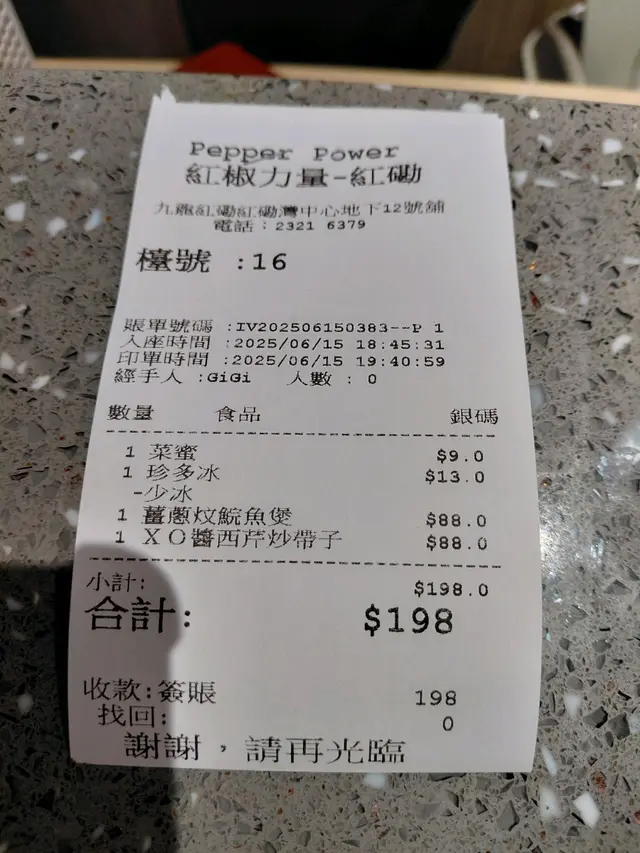 Pepper Power
紅椒力量-紅磡
九龍紅磡紅磡灣中心地下12號舖
電話：2321 6379
檯號 :16
賬單號碼 :IV202506150383--P 1
入座時間 :2025/06/15 18:45:31
印單時間 :2025/06/15 19:40:59
經手人 :GiGi 人數 : 0
數量 食品 銀碼
1 菜蜜 $9.0
1 珍多冰 $13.0
-少冰
1 薑蔥炆鯇魚煲 $88.0
1 ＸＯ醬西芹炒帶子 $88.0
小計: $198.0
合計: $198
收款:簽賬 198
找回: 0
謝謝，請再光臨